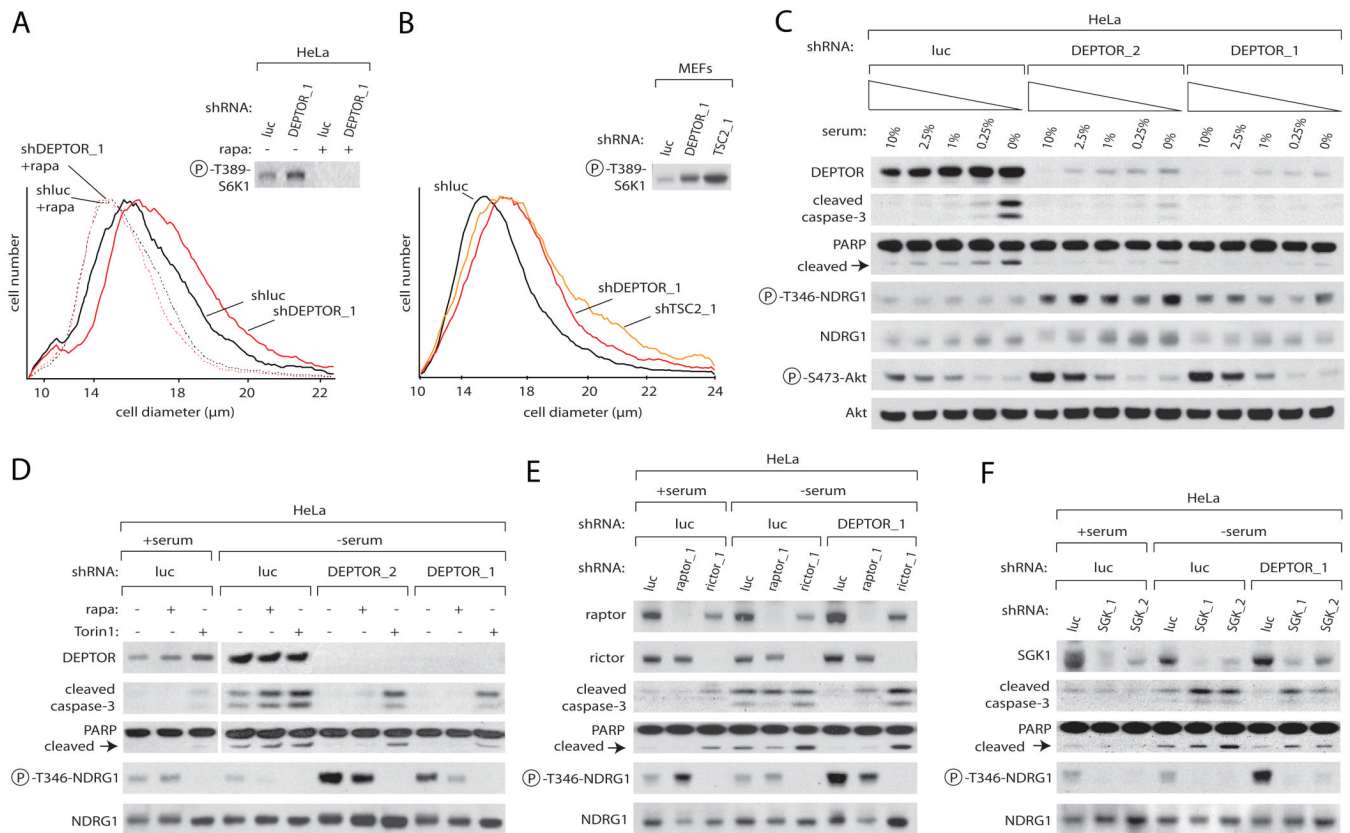 A
HeLa
shRNA:
luc
DEPTOR_1
luc
DEPTOR_1
rapa: - - + +
Ⓟ-T389-
S6K1
shDEPTOR_1
+rapa
shluc
+rapa
cell number
shluc
shDEPTOR_1
10 14 18 20 22
cell diameter (µm)
B
MEFs
shRNA:
luc
DEPTOR_1
TSC2_1
Ⓟ-T389-
S6K1
shluc
cell number
shDEPTOR_1
shTSC2_1
10 14 18 20 22 24
cell diameter (µm)
C
HeLa
shRNA: luc DEPTOR_2 DEPTOR_1
serum: 10% 2.5% 1% 0.25% 0% 10% 2.5% 1% 0.25% 0% 10% 2.5% 1% 0.25% 0%
DEPTOR
cleaved
caspase-3
PARP
cleaved
Ⓟ-T346-NDRG1
NDRG1
Ⓟ-S473-Akt
Akt
D
HeLa
+serum -serum
shRNA: luc luc DEPTOR_2 DEPTOR_1
rapa: - + - - + - - + - - + -
Torin1: - - + - - + - - + - - +
DEPTOR
cleaved
caspase-3
PARP
cleaved
Ⓟ-T346-NDRG1
NDRG1
E
HeLa
+serum -serum
shRNA: luc luc DEPTOR_1
shRNA: luc raptor_1 rictor_1 luc raptor_1 rictor_1 luc raptor_1 rictor_1
raptor
rictor
cleaved
caspase-3
PARP
cleaved
Ⓟ-T346-NDRG1
NDRG1
F
HeLa
+serum -serum
luc luc DEPTOR_1
shRNA: luc SGK_1 SGK_2 luc SGK_1 SGK_2 luc SGK_1 SGK_2
SGK1
cleaved
caspase-3
PARP
cleaved
Ⓟ-T346-NDRG1
NDRG1